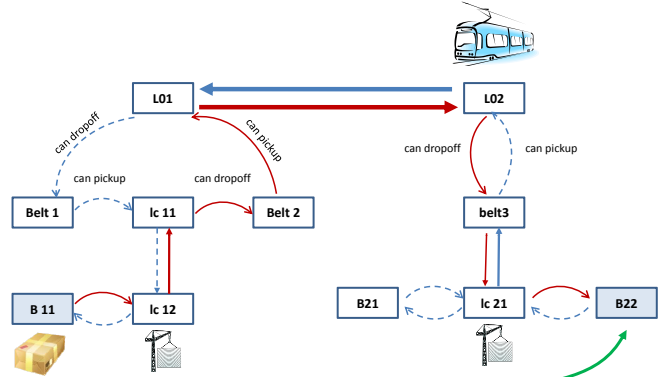 L01
L02
can dropoff
can pickup
can dropoff
can pickup
can pickup
can dropoff
Belt 1
lc 11
Belt 2
belt3
B 11
lc 12
B21
lc 21
B22